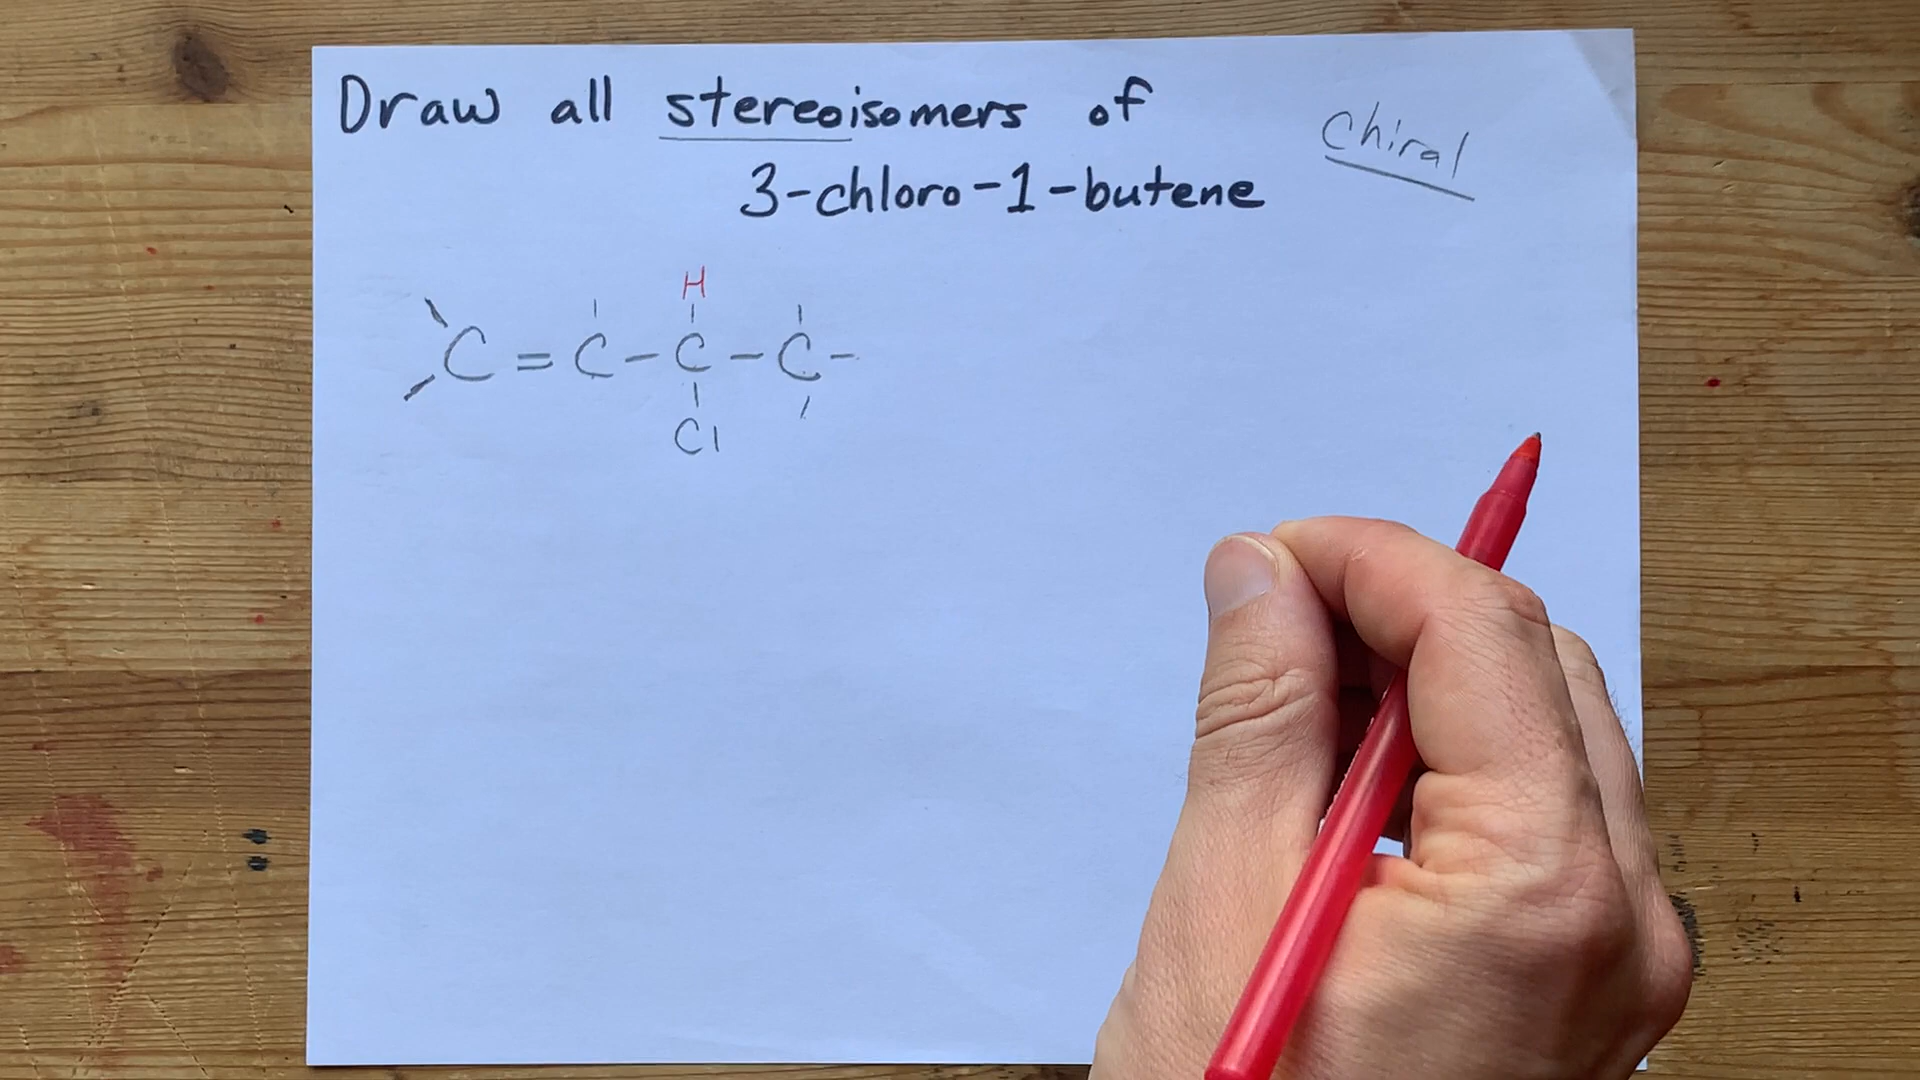 Draw all stereoisomers of
Chiral
3-chloro-1-butene
H
C = C - C - C -
Cl